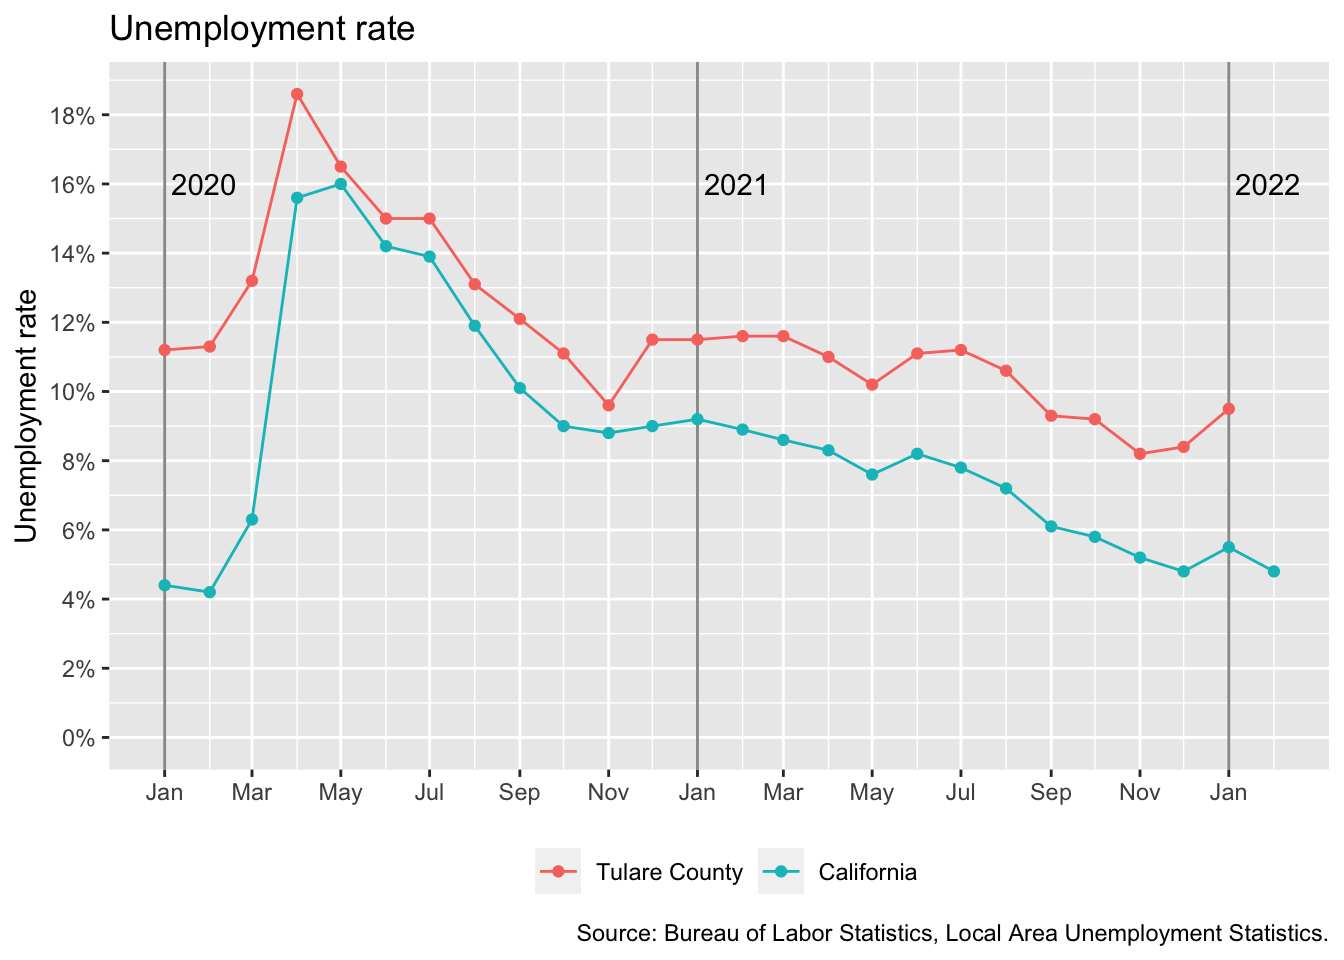 Unemployment rate
Unemployment rate
18%
16%
14%
12%
10%
8%
6%
4%
2%
0%
2020 2021 2022
Jan Mar May Jul Sep Nov Jan Mar May Jul Sep Nov Jan
Tulare County California
Source: Bureau of Labor Statistics, Local Area Unemployment Statistics.